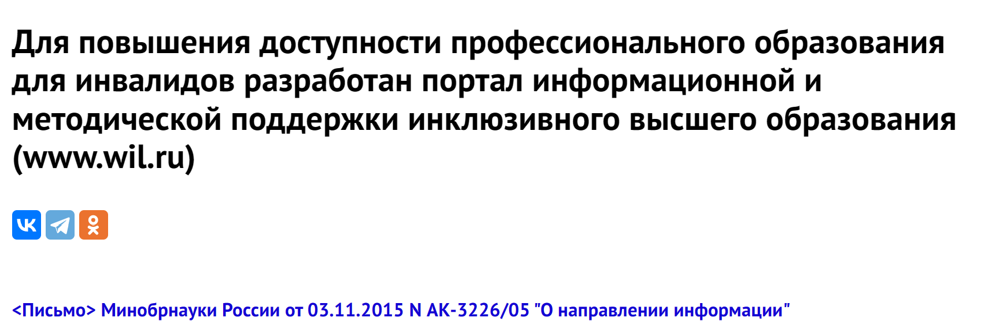 Для повышения доступности профессионального образования
для инвалидов разработан портал информационной и
методической поддержки инклюзивного высшего образования
(www.wil.ru)
<Письмо> Минобрнауки России от 03.11.2015 N АК-3226/05 "О направлении информации"